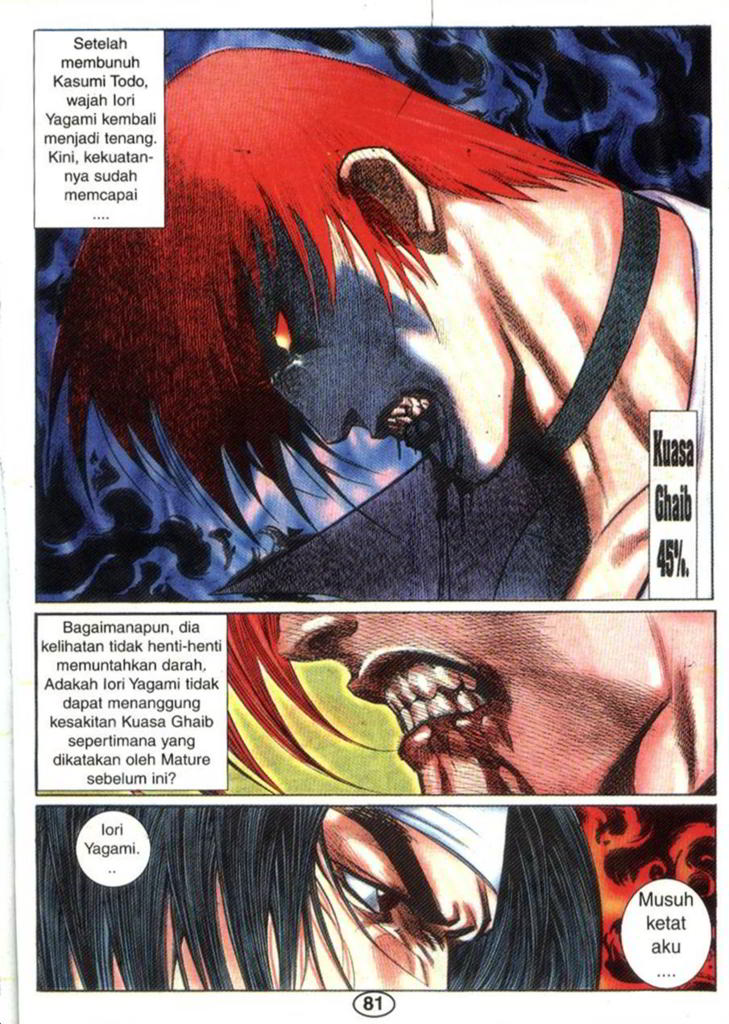 Setelah
membunuh
Kasumi Todo,
wajah Iori
Yagami kembali
menjadi tenang.
Kini, kekuatan-
nya sudah
memcapai
....
Kuasa
Ghaib
45%.
Bagaimanapun, dia
kelihatan tidak henti-henti
memuntahkan darah,
Adakah Iori Yagami tidak
dapat menanggung
kesakitan Kuasa Ghaib
sepertimana yang
dikatakan oleh Mature
sebelum ini?
Iori
Yagami.
..
Musuh
ketat
aku
....
81